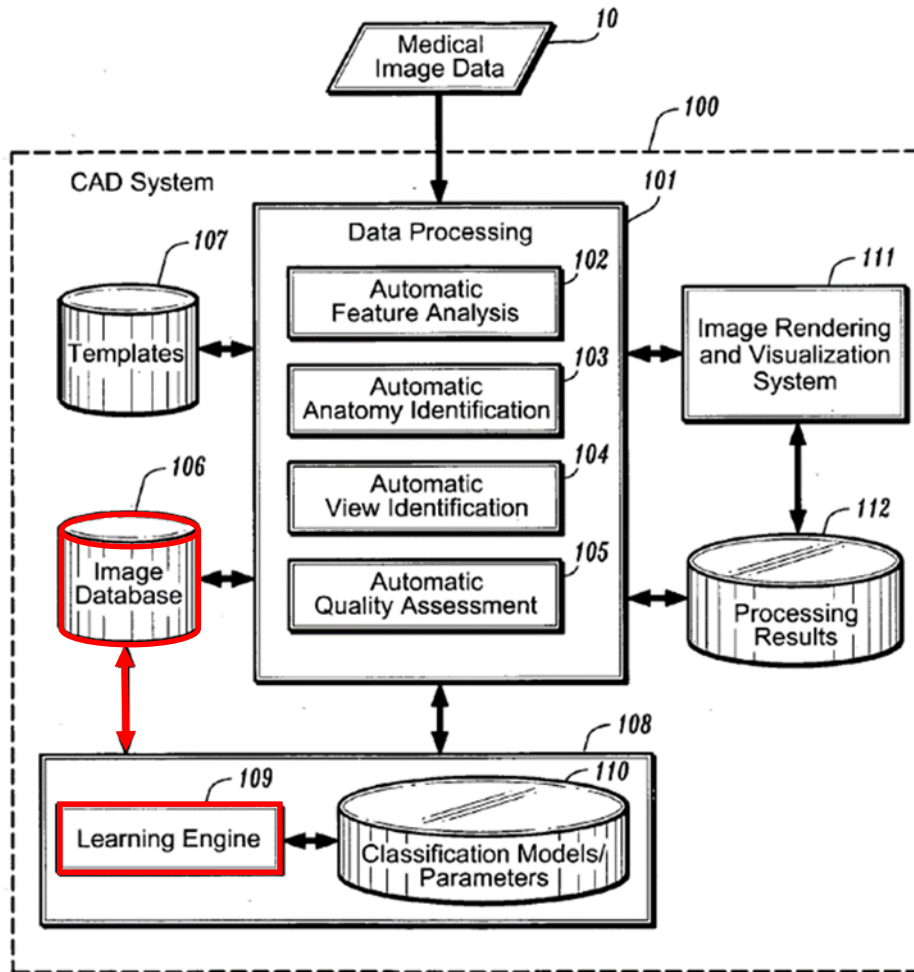 10
Medical
Image Data
100
CAD System
101
Data Processing
107
Templates
102
Automatic
Feature Analysis
111
Image Rendering
and Visualization
System
103
Automatic
Anatomy Identification
106
Image
Database
104
Automatic
View Identification
112
Processing
Results
105
Automatic
Quality Assessment
108
109
Learning Engine
110
Classification Models/
Parameters